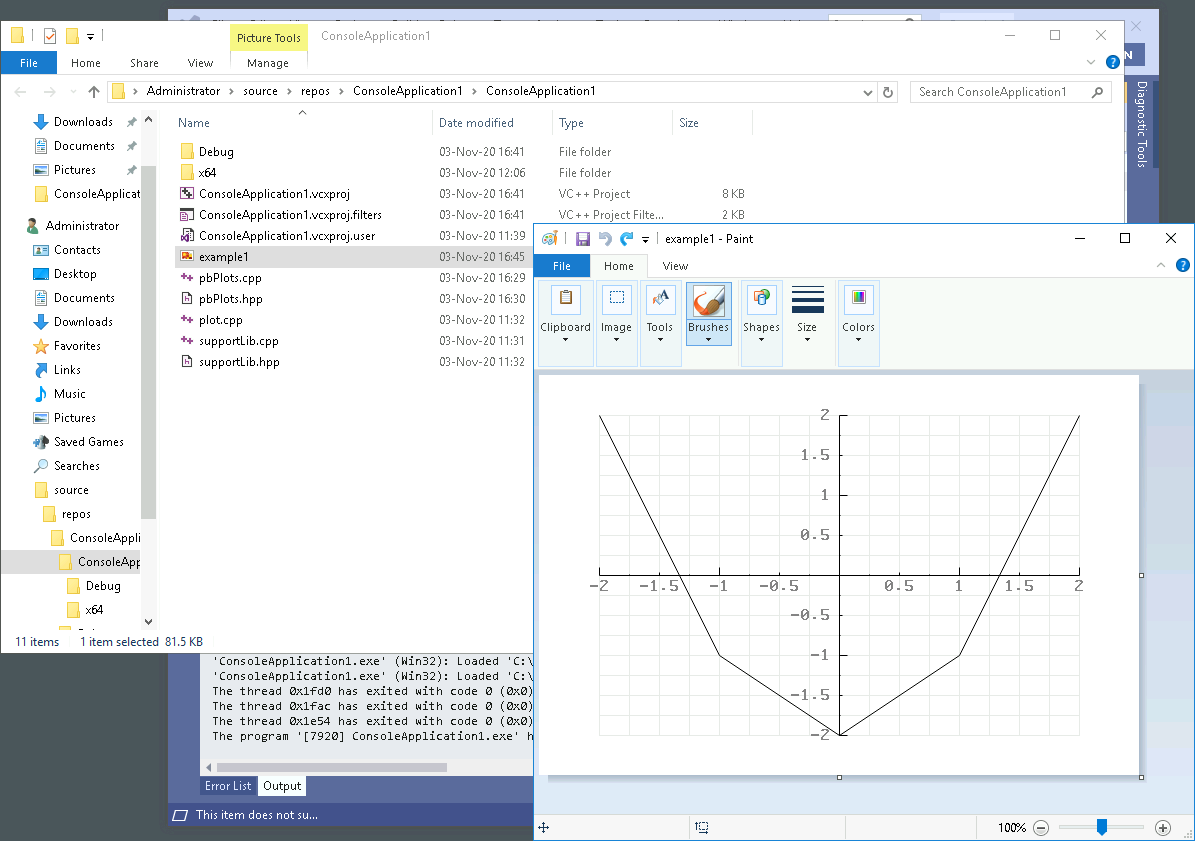 Picture Tools ConsoleApplication1
File Home Share View Manage
Administrator source repos ConsoleApplication1 ConsoleApplication1
Search ConsoleApplication1
N
Diagnostic Tools
Downloads
Documents
Pictures
ConsoleApplicat
Administrator
Contacts
Desktop
Documents
Downloads
Favorites
Links
Music
Pictures
Saved Games
Searches
source
repos
ConsoleAppli
ConsoleApp
Debug
x64
Name Date modified Type Size
Debug 03-Nov-20 16:41 File folder
x64 03-Nov-20 12:06 File folder
ConsoleApplication1.vcxproj 03-Nov-20 16:41 VC++ Project 8 KB
ConsoleApplication1.vcxproj.filters 03-Nov-20 16:41 VC++ Project Filte... 2 KB
ConsoleApplication1.vcxproj.user 03-Nov-20 11:39
example1 03-Nov-20 16:45
pbPlots.cpp 03-Nov-20 16:29
pbPlots.hpp 03-Nov-20 16:30
plot.cpp 03-Nov-20 11:32
supportLib.cpp 03-Nov-20 11:31
supportLib.hpp 03-Nov-20 11:32
11 items 1 item selected 81.5 KB
'ConsoleApplication1.exe' (Win32): Loaded 'C:\
'ConsoleApplication1.exe' (Win32): Loaded 'C:\
The thread 0x1fd0 has exited with code 0 (0x0)
The thread 0x1fac has exited with code 0 (0x0)
The thread 0x1e54 has exited with code 0 (0x0)
The program '[7920] ConsoleApplication1.exe' h
Error List Output
This item does not su...
example1 - Paint
File Home View
Clipboard Image Tools Brushes Shapes Size Colors
2
1.5
1
0.5
-2 -1.5 -1 -0.5 0.5 1 1.5 2
-0.5
-1
-1.5
-2
100%